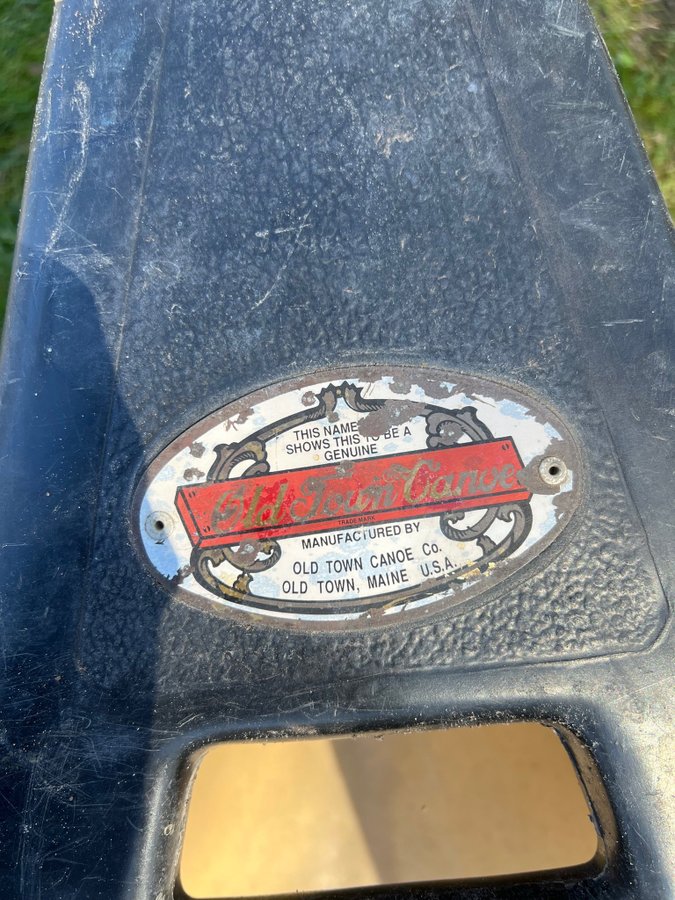 THIS NAME
SHOWS THIS TO BE A
GENUINE
Old Town Canoe
TRADE MARK
MANUFACTURED BY
OLD TOWN CANOE Co.
OLD TOWN, MAINE U.S.A.